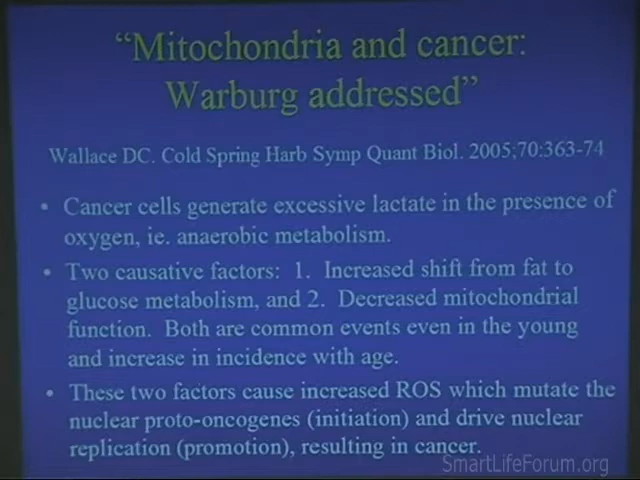 “Mitochondria and cancer:
Warburg addressed”
Wallace DC. Cold Spring Harb Symp Quant Biol. 2005;70:363-74
• Cancer cells generate excessive lactate in the presence of
oxygen, ie. anaerobic metabolism.
• Two causative factors: 1. Increased shift from fat to
glucose metabolism, and 2. Decreased mitochondrial
function. Both are common events even in the young
and increase in incidence with age.
• These two factors cause increased ROS which mutate the
nuclear proto-oncogenes (initiation) and drive nuclear
replication (promotion), resulting in cancer.
SmartLifeForum.org